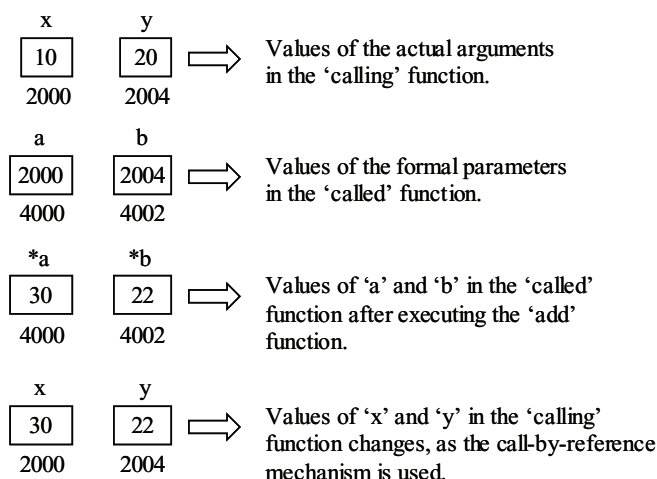 x y
10 20 Values of the actual arguments
in the ‘calling’ function.
2000 2004
a b
2000 2004 Values of the formal parameters
in the ‘called’ function.
4000 4002
*a *b
30 22 Values of ‘a’ and ‘b’ in the ‘called’
function after executing the ‘add’
4000 4002
function.
x y
30 22 Values of ‘x’ and ‘y’ in the ‘calling’
function changes, as the call-by-reference
2000 2004
mechanism is used.